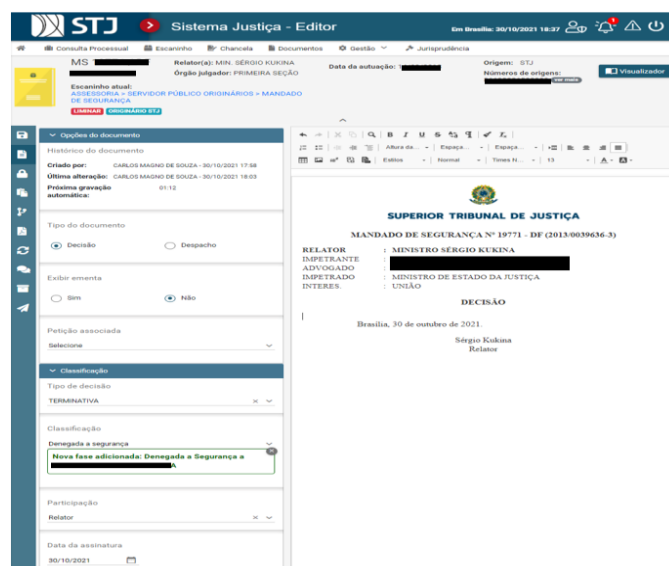 STJ
Sistema Justiça - Editor
Em Brasília: 30/10/2021 18:37
Consulta Processual
Escaninho
Chancela
Documentos
Gestão
Jurisprudência
MS
Relator(a): MIN. SÉRGIO KUKINA
Órgão julgador: PRIMEIRA SEÇÃO
Data da autuação:
Origem: STJ
Números de origens:
ver mais
Visualizador
Escaninho atual:
ASSESSORIA » SERVIDOR PÚBLICO ORIGINÁRIOS » MANDADO
DE SEGURANÇA
LIMINAR ORIGINÁRIO STJ
Opções do documento
Histórico do documento
Criado por: CARLOS MAGNO DE SOUZA - 30/10/2021 17:58
Última alteração: CARLOS MAGNO DE SOUZA - 30/10/2021 18:03
Próxima gravação 01:12
automática:
Tipo do documento
Decisão
Despacho
Exibir ementa
Sim
Não
Petição associada
Selecione
Classificação
Tipo de decisão
TERMINATIVA
Classificação
Denegada a segurança
Nova fase adicionada: Denegada a Segurança a
A
Participação
Relator
Data da assinatura
30/10/2021
Altura da...
Espaça...
Espaça...
Estilos
Normal
Times N...
13
SUPERIOR TRIBUNAL DE JUSTIÇA
MANDADO DE SEGURANÇA Nº 19771 - DF (2013/0039636-3)
RELATOR : MINISTRO SÉRGIO KUKINA
IMPETRANTE :
ADVOGADO :
IMPETRADO : MINISTRO DE ESTADO DA JUSTIÇA
INTERES. : UNIÃO
DECISÃO
Brasília, 30 de outubro de 2021.
Sérgio Kukina
Relator